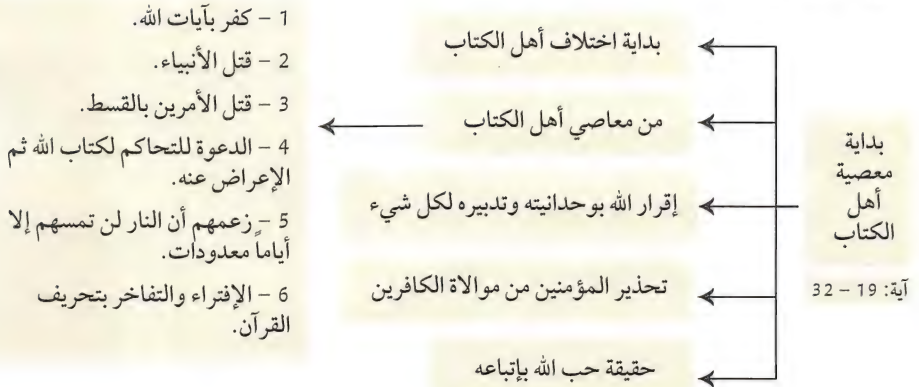 بداية
معصية
أهل
الكتاب
آية: 19 – 32
بداية اختلاف أهل الكتاب
من معاصي أهل الكتاب
إقرار الله بوحدانيته وتدبيره لكل شيء
تحذير المؤمنين من موالاة الكافرين
حقيقة حب الله بإتباعه
1 – كفر بآيات الله.
2 – قتل الأنبياء.
3 – قتل الأمرين بالقسط.
4 – الدعوة للتحاكم لكتاب الله ثم
الإعراض عنه.
5 – زعمهم أن النار لن تمسهم إلا
أياماً معدودات.
6 – الإفتراء والتفاخر بتحريف
القرآن.